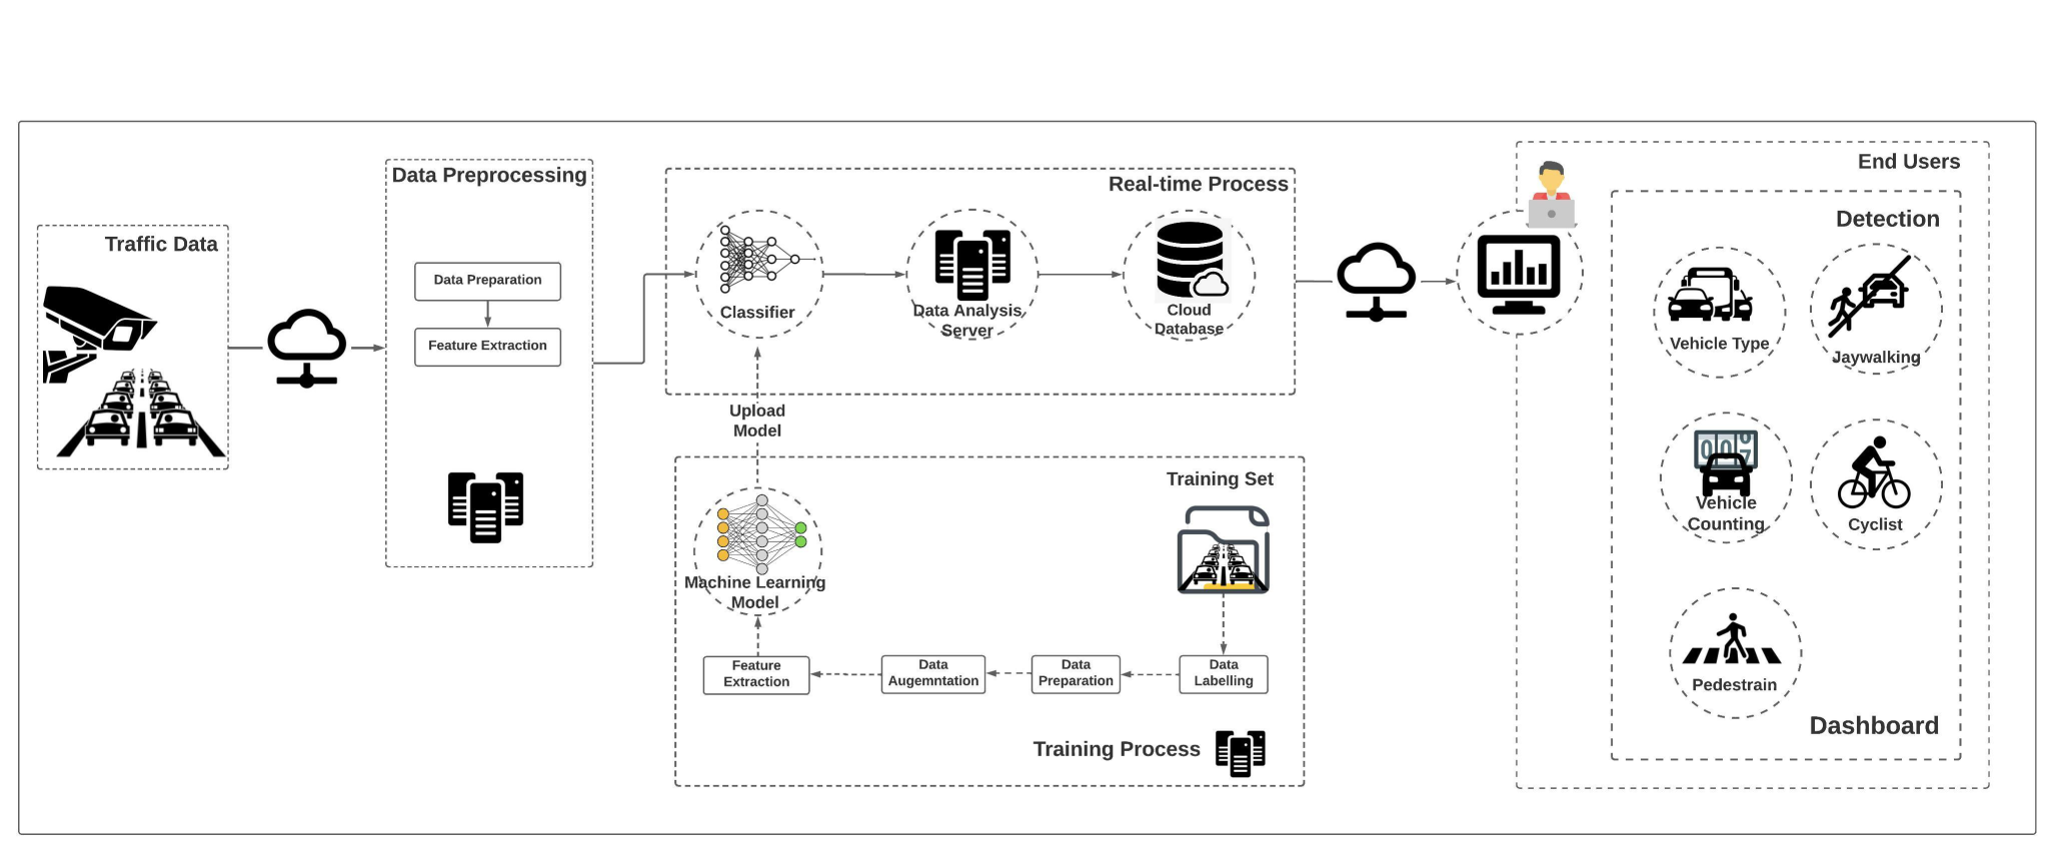 Traffic Data
Data Preprocessing
Data Preparation
Feature Extraction
Real-time Process
Classifier
Data Analysis
Server
Cloud
Database
Upload
Model
Training Set
Machine Learning
Model
Feature
Extraction
Data
Augemntation
Data
Preparation
Data
Labelling
Training Process
End Users
Detection
Vehicle Type
Jaywalking
007
Vehicle
Counting
Cyclist
Pedestrain
Dashboard